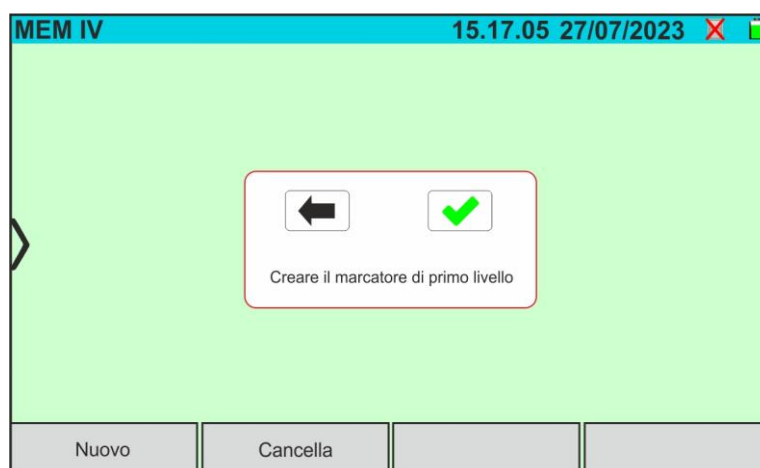 MEM IV 15.17.05 27/07/2023
Creare il marcatore di primo livello
Nuovo Cancella